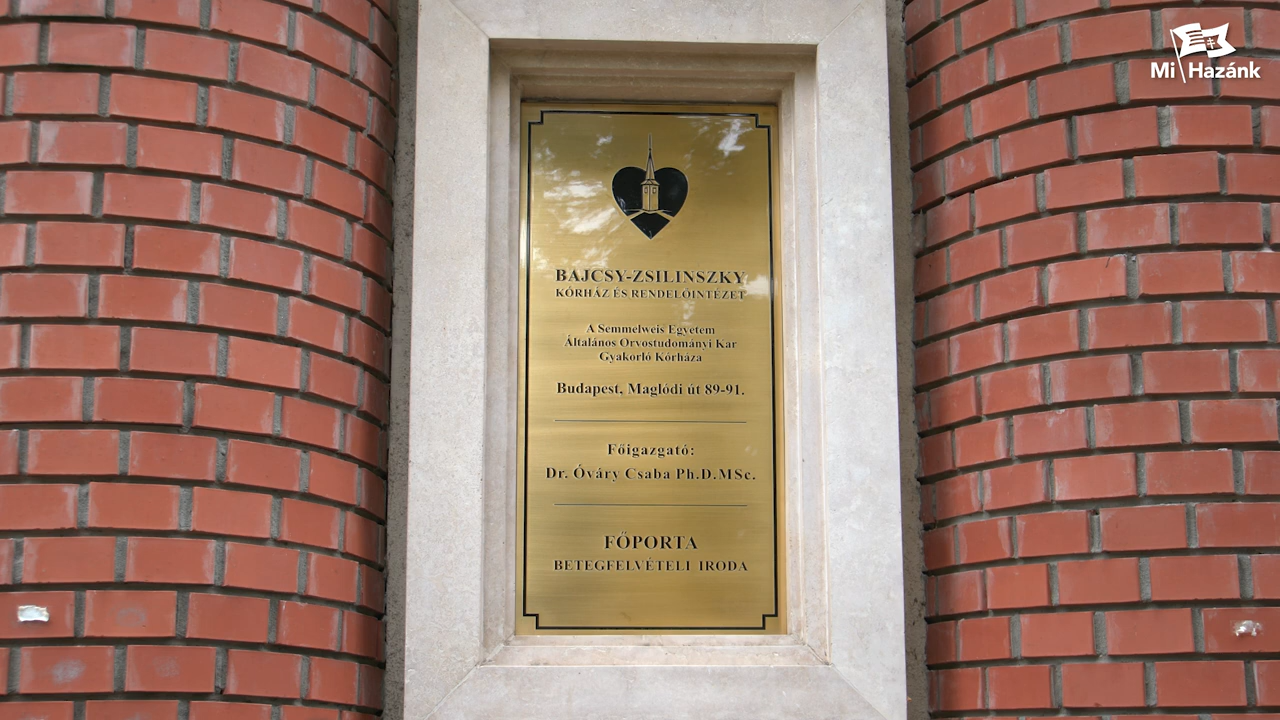 Mi Hazánk
BAJCSY-ZSILINSZKY
KÓRHÁZ ÉS RENDELŐINTÉZET
A Semmelweis Egyetem
Általános Orvostudományi Kar
Gyakorló Kórháza
Budapest, Maglódi út 89-91.
Főigazgató:
Dr. Óváry Csaba Ph.D.MSc.
FŐPORTA
BETEGFELVÉTELI IRODA